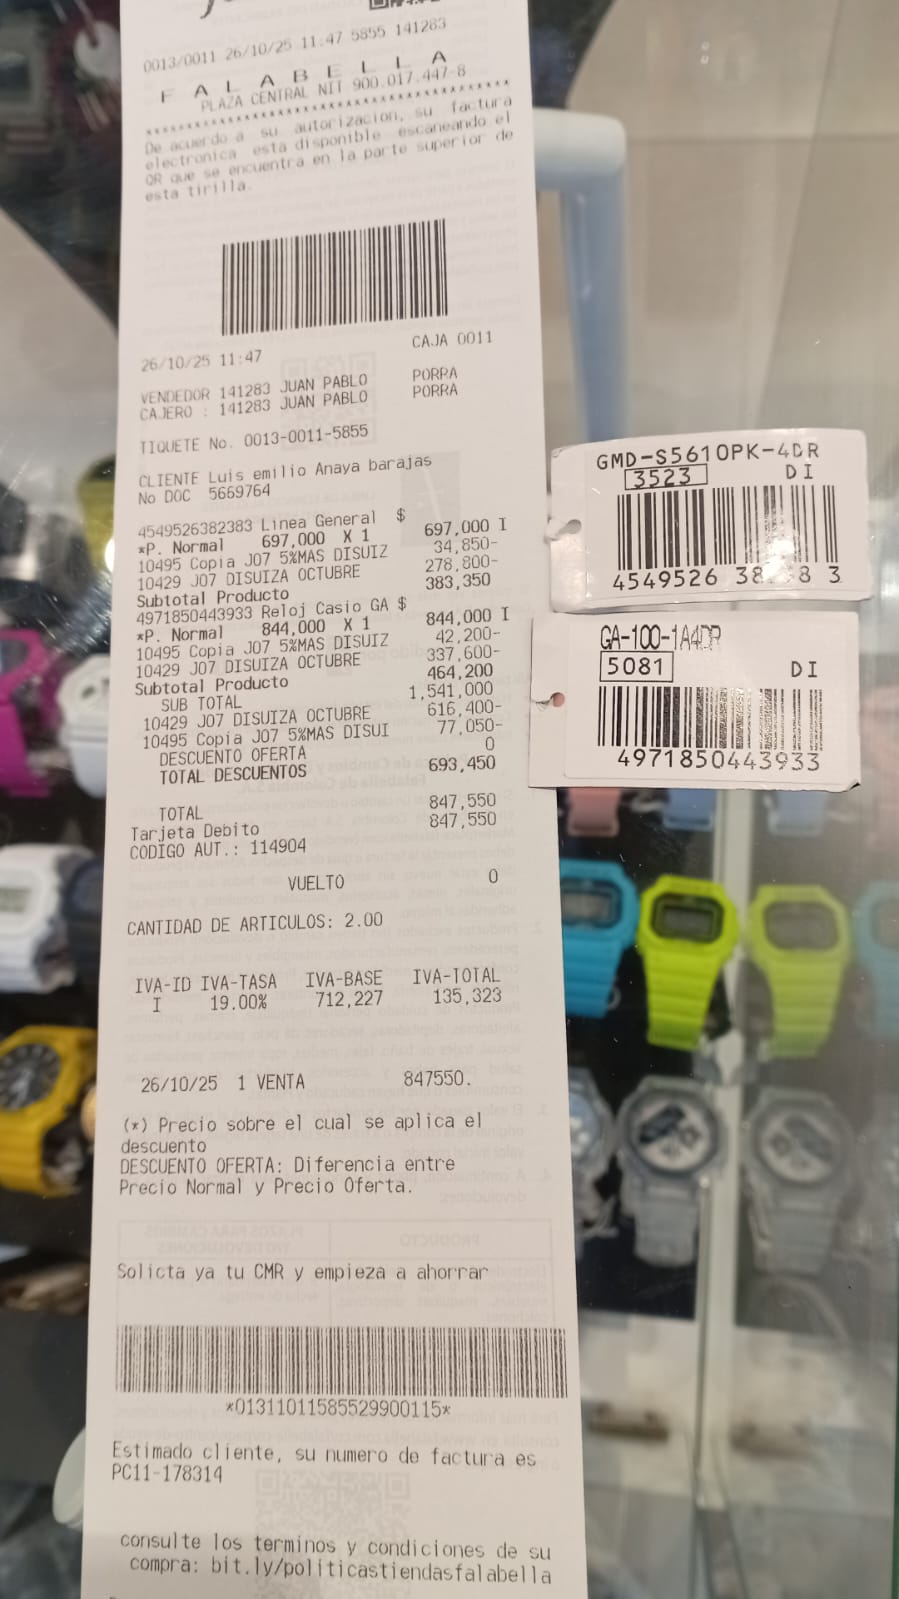 0013/0011 26/10/25 11:47 5855 141283
F A L A B E L L A
PLAZA CENTRAL NIT 900.017.447-8
****************************************
De acuerdo a su autorizacion, su factura
electronica esta disponible escaneando el
QR que se encuentra en la parte superior de
esta tirilla.
26/10/25 11:47 CAJA 0011
VENDEDOR 141283 JUAN PABLO PORRA
CAJERO : 141283 JUAN PABLO PORRA
TIQUETE No. 0013-0011-5855
CLIENTE Luis emilio Anaya barajas
No DOC 5669764
4549526382383 Linea General $ 697,000 I
*P. Normal 697,000 X 1
10495 Copia J07 5%MAS DISUIZ 34,850-
10429 J07 DISUIZA OCTUBRE 278,800-
Subtotal Producto 383,350
4971850443933 Reloj Casio GA $ 844,000 I
*P. Normal 844,000 X 1
10495 Copia J07 5%MAS DISUIZ 42,200-
10429 J07 DISUIZA OCTUBRE 337,600-
Subtotal Producto 464,200
SUB TOTAL 1,541,000
10429 J07 DISUIZA OCTUBRE 616,400-
10495 Copia J07 5%MAS DISUI 77,050-
DESCUENTO OFERTA 0
TOTAL DESCUENTOS 693,450
TOTAL 847,550
Tarjeta Debito 847,550
CODIGO AUT.: 114904
VUELTO 0
CANTIDAD DE ARTICULOS: 2.00
IVA-ID IVA-TASA IVA-BASE IVA-TOTAL
I 19.00% 712,227 135,323
26/10/25 1 VENTA 847550.
(*) Precio sobre el cual se aplica el
descuento
DESCUENTO OFERTA: Diferencia entre
Precio Normal y Precio Oferta.
Solicta ya tu CMR y empieza a ahorrar
*01311011585529900115*
Estimado cliente, su numero de factura es
PC11-178314
consulte los terminos y condiciones de su
compra: bit.ly/politicastiendasfalabella
GMD-S5610PK-4DR
3523 DI
4549526 38 8 3
GA-100-1A4DR
5081 DI
4971850443933